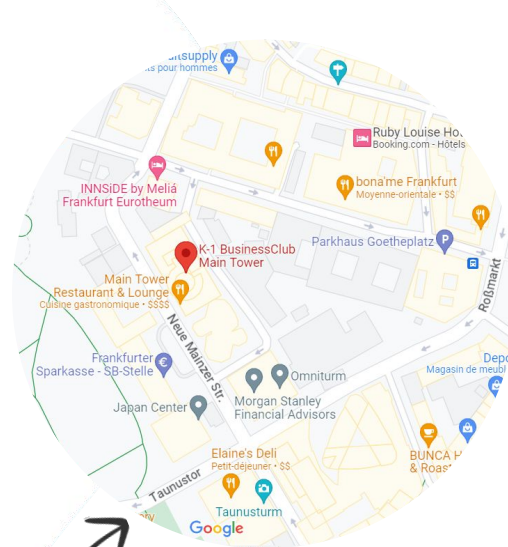 uitsupply
ts pour hommes
Ruby Louise Ho
Booking.com - Hôtels
INNSiDE by Meliá
Frankfurt Eurotheum
bona'me Frankfurt
Moyenne-orientale • $$
Parkhaus Goetheplatz
P
K-1 BusinessClub
Main Tower
Roßmarkt
Main Tower
Restaurant & Lounge
Cuisine gastronomique • $$$$
Neue Mainzer Str.
Frankfurter
Sparkasse - SB-Stelle
€
Omniturm
Depo
Magasin de meubl
Morgan Stanley
Financial Advisors
Japan Center
Elaine's Deli
Petit-déjeuner • $$
BUNCA H
& Roast
Taunustor
Taunusturm
Google